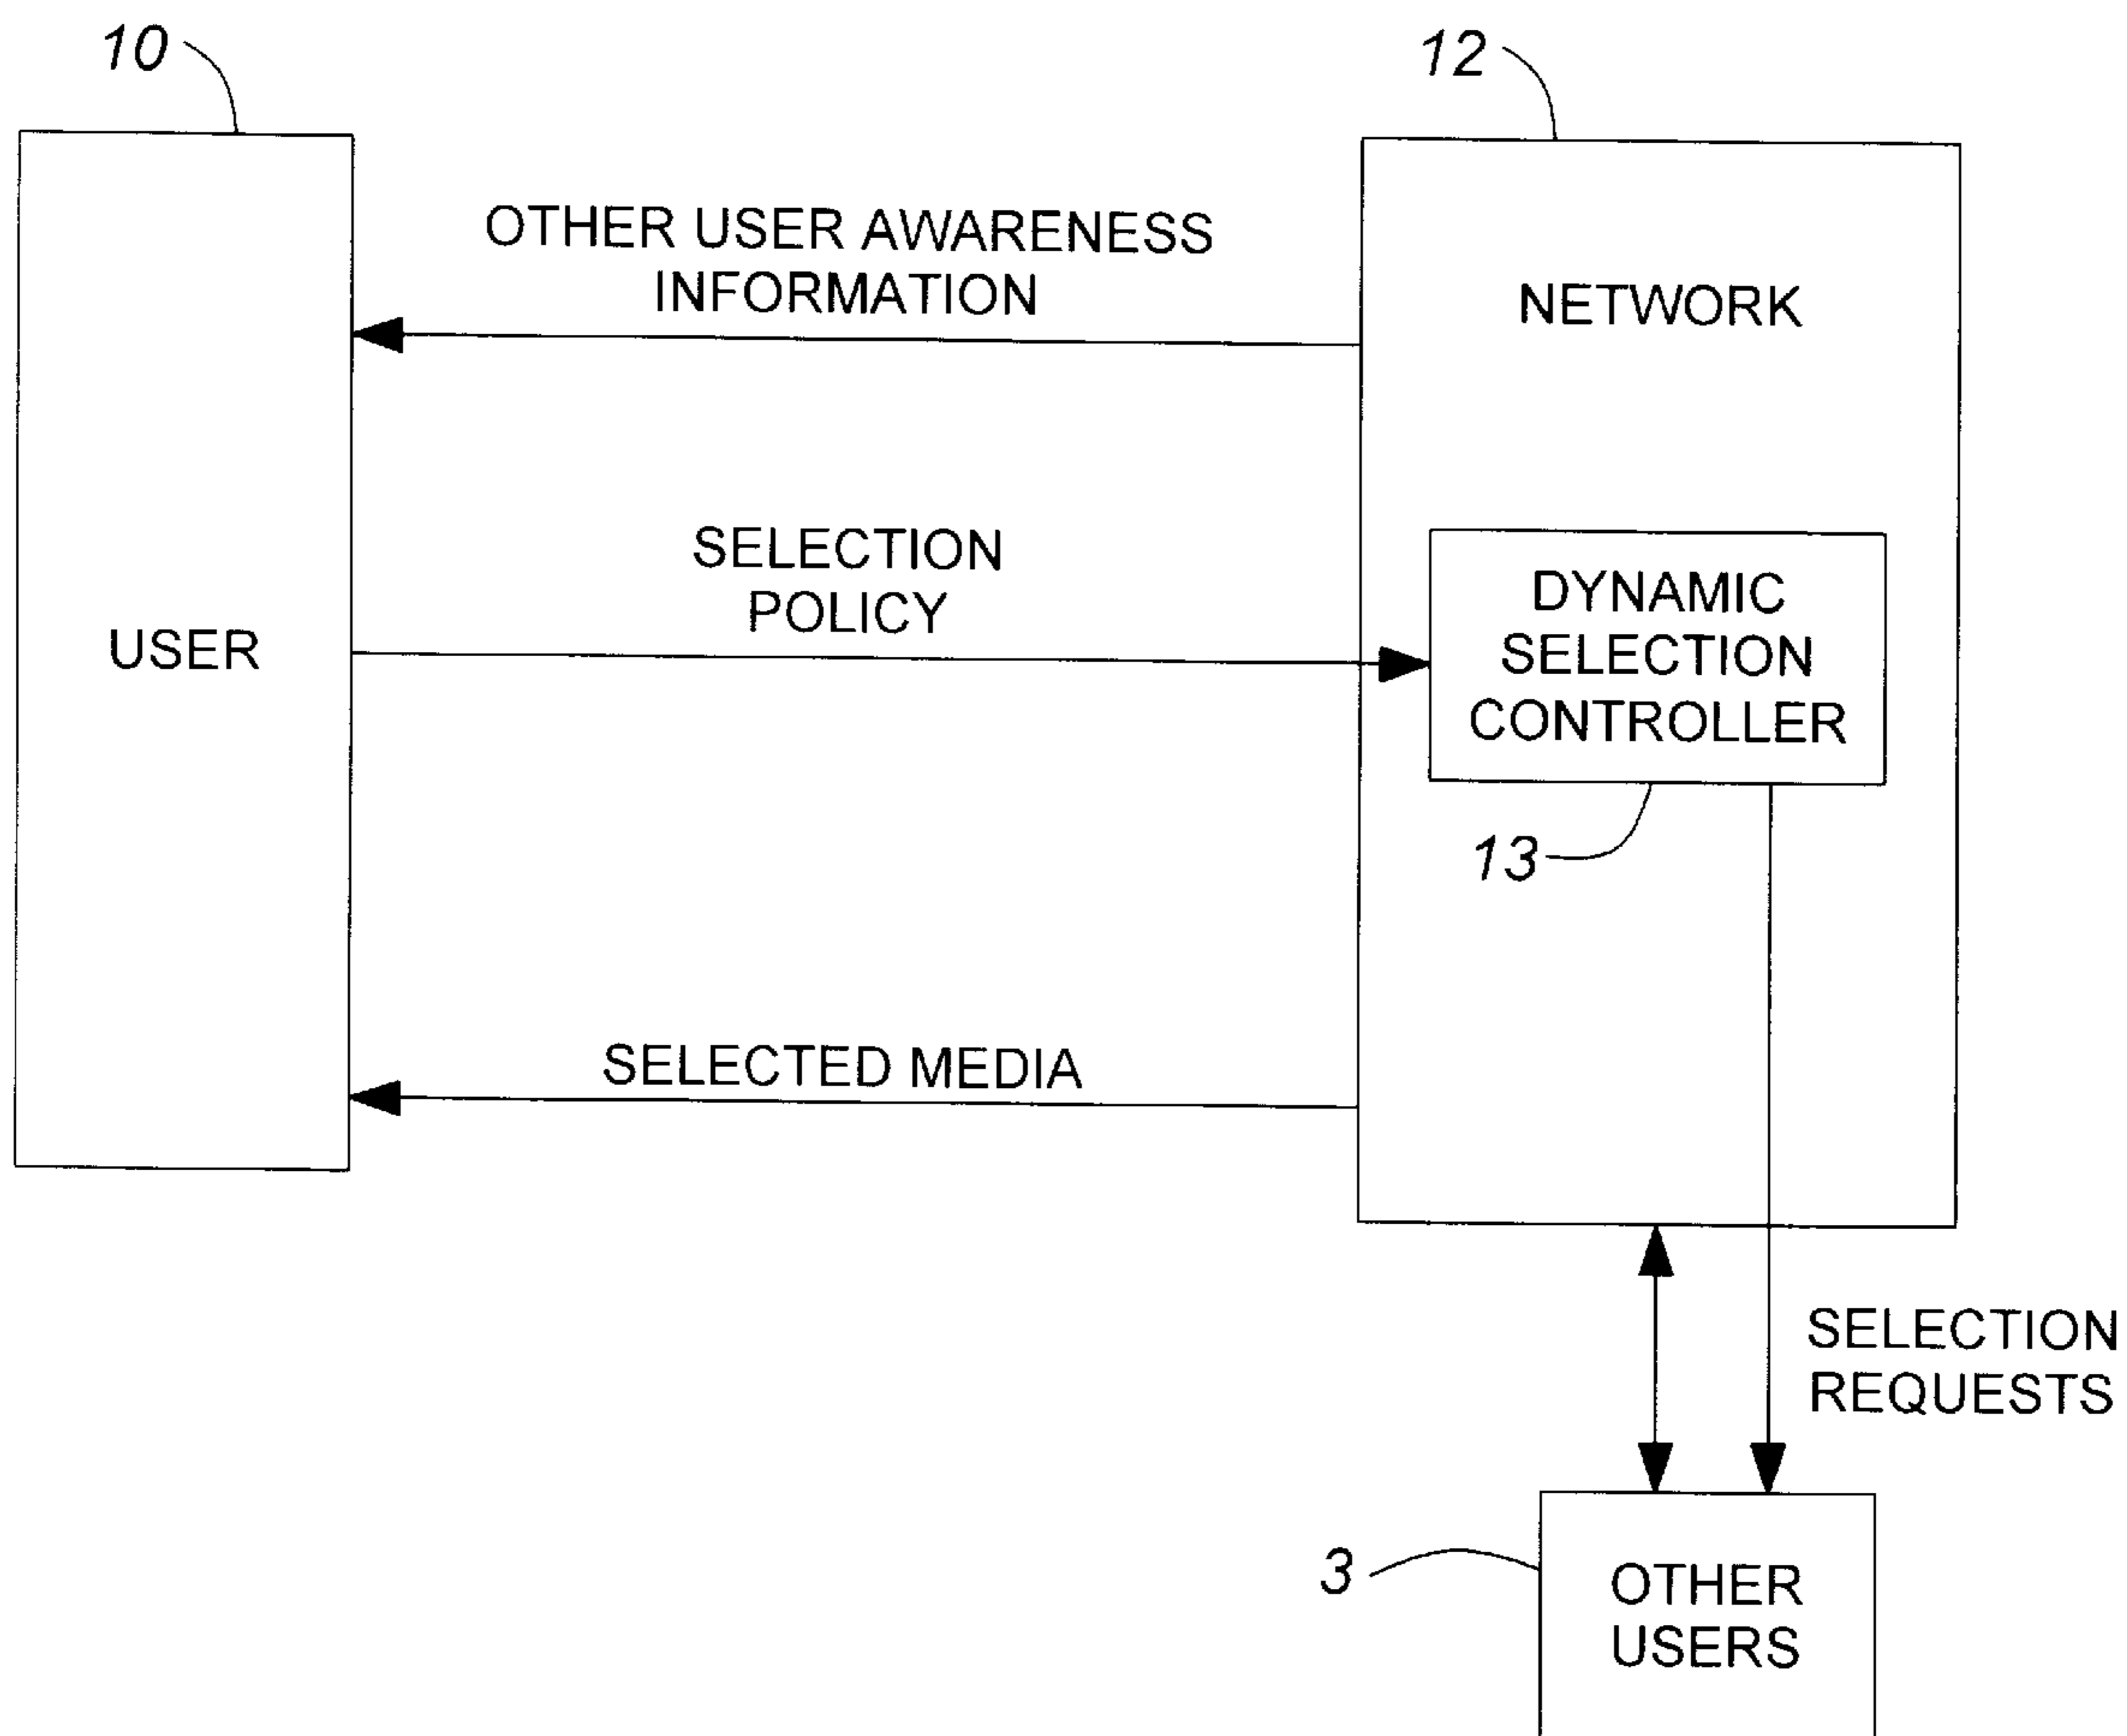 10
12
OTHER USER AWARENESS
INFORMATION
NETWORK
SELECTION
POLICY
USER
DYNAMIC
SELECTION
CONTROLLER
13
SELECTED MEDIA
SELECTION
REQUESTS
3
OTHER
USERS